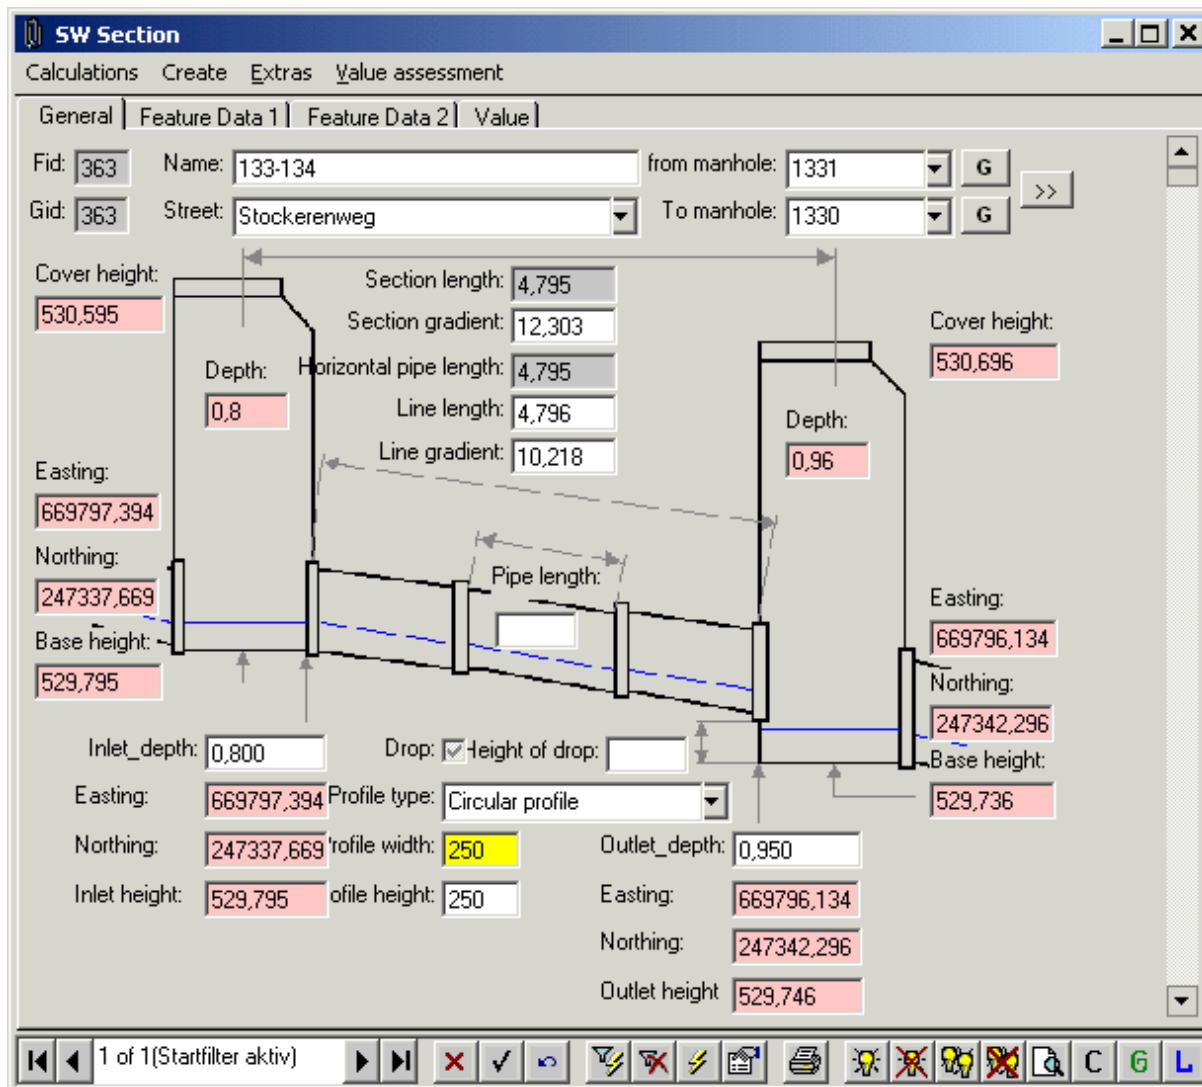 SW Section
Calculations Create Extras Value assessment
General Feature Data 1 Feature Data 2 Value
Fid: 363 Name: 133-134 from manhole: 1331 G
>>
Gid: 363 Street: Stockerenweg To manhole: 1330 G
Cover height: Section length: 4,795
530,595 Section gradient: 12,303 Cover height:
Depth: Horizontal pipe length: 4,795 530,696
0,8 Line length: 4,796 Depth:
Line gradient: 10,218 0,96
Easting:
669797,394
Northing: Pipe length:
247337,669 Easting:
Base height: 669796,134
529,795 Northing:
247342,296
Inlet_depth: 0,800 Drop: Height of drop: Base height:
Easting: 669797,394 Profile type: Circular profile 529,736
Northing: 247337,669 rofile width: 250 Outlet_depth: 0,950
Inlet height: 529,795 ofile height: 250 Easting: 669796,134
Northing: 247342,296
Outlet height 529,746
1 of 1(Startfilter aktiv) C G L